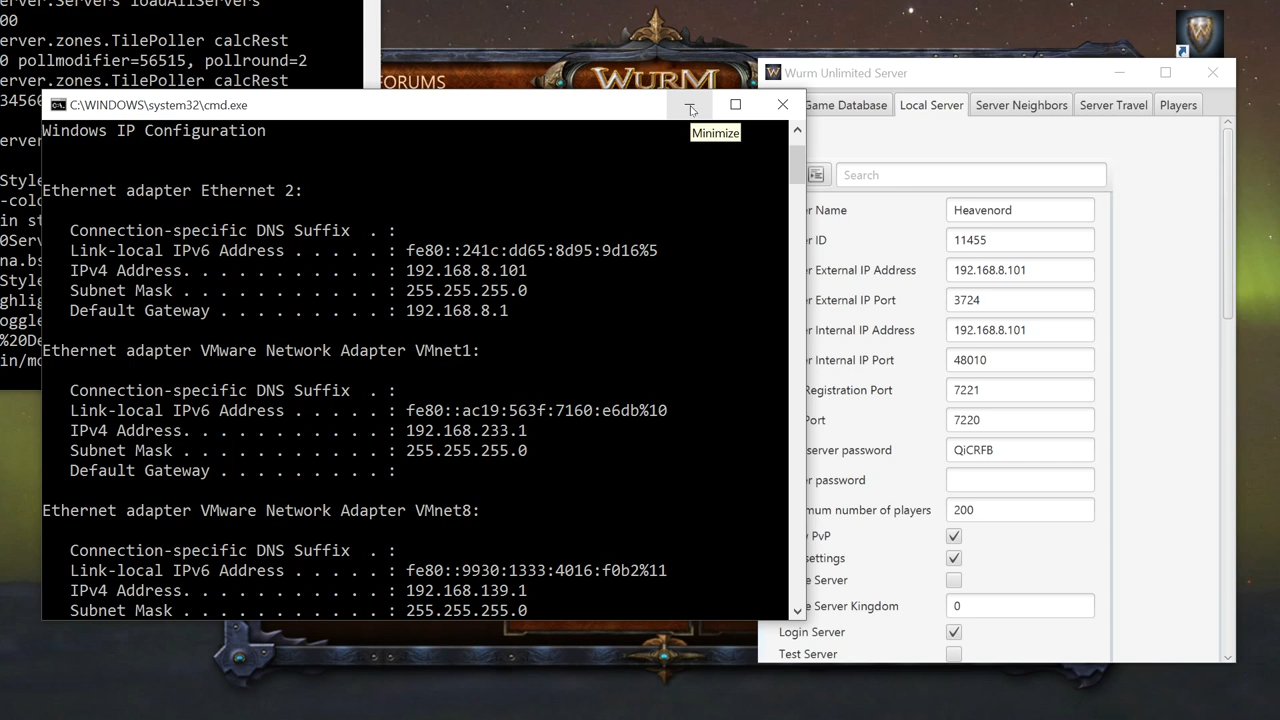 erver.Servers loadAllServers
00
erver.zones.TilePoller calcRest
0 pollmodifier=56515, pollround=2
erver.zones.TilePoller calcRest
34560
erver
Style
-colo
in st
0Serv
na.bs
Style
ghlig
oggle
%20De
in/mo
FORUMS
WURM
C:\WINDOWS\system32\cmd.exe
Minimize
Windows IP Configuration
Ethernet adapter Ethernet 2:
Connection-specific DNS Suffix . :
Link-local IPv6 Address . . . . . : fe80::241c:dd65:8d95:9d16%5
IPv4 Address. . . . . . . . . . . : 192.168.8.101
Subnet Mask . . . . . . . . . . . : 255.255.255.0
Default Gateway . . . . . . . . . : 192.168.8.1
Ethernet adapter VMware Network Adapter VMnet1:
Connection-specific DNS Suffix . :
Link-local IPv6 Address . . . . . : fe80::ac19:563f:7160:e6db%10
IPv4 Address. . . . . . . . . . . : 192.168.233.1
Subnet Mask . . . . . . . . . . . : 255.255.255.0
Default Gateway . . . . . . . . . :
Ethernet adapter VMware Network Adapter VMnet8:
Connection-specific DNS Suffix . :
Link-local IPv6 Address . . . . . : fe80::9930:1333:4016:f0b2%11
IPv4 Address. . . . . . . . . . . : 192.168.139.1
Subnet Mask . . . . . . . . . . . : 255.255.255.0
Wurm Unlimited Server
Game Database Local Server Server Neighbors Server Travel Players
Search
er Name Heavenord
er ID 11455
er External IP Address 192.168.8.101
er External IP Port 3724
er Internal IP Address 192.168.8.101
er Internal IP Port 48010
Registration Port 7221
Port 7220
server password QiCRFB
er password
mum number of players 200
PvP
settings
e Server
e Server Kingdom 0
Login Server
Test Server